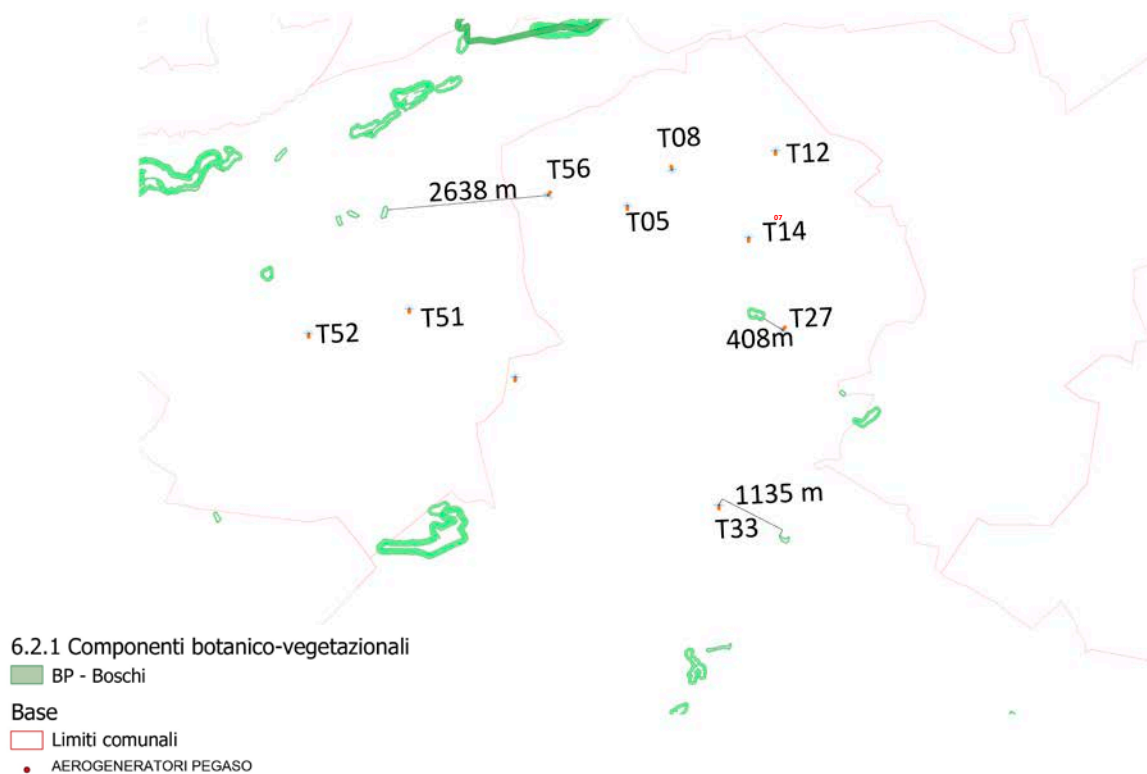 T08
T12
T56
2638 m
T05
07
T14
T51
T52
T27
408m
1135 m
T33
6.2.1 Componenti botanico-vegetazionali
BP - Boschi
Base
Limiti comunali
AEROGENERATORI PEGASO